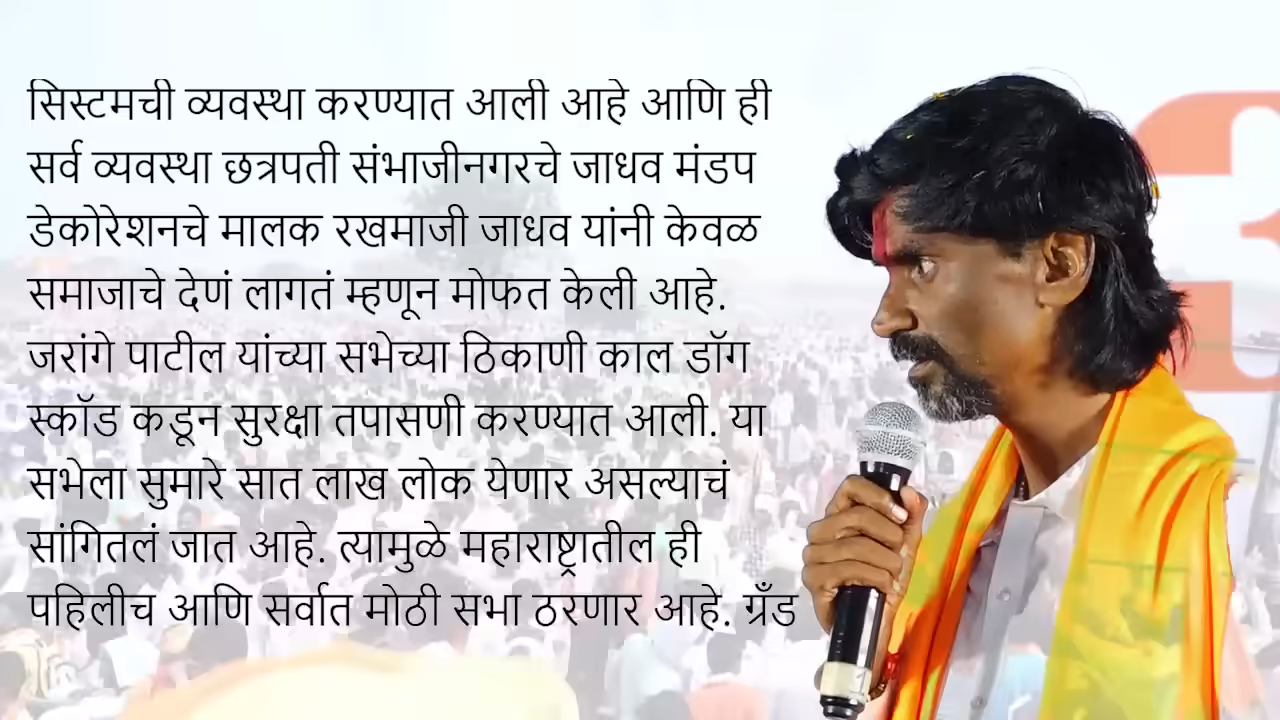 सिस्टमची व्यवस्था करण्यात आली आहे आणि ही
सर्व व्यवस्था छत्रपती संभाजीनगरचे जाधव मंडप
डेकोरेशनचे मालक रखमाजी जाधव यांनी केवळ
समाजाचे देणं लागतं म्हणून मोफत केली आहे.
जरांगे पाटील यांच्या सभेच्या ठिकाणी काल डॉग
स्कॉड कडून सुरक्षा तपासणी करण्यात आली. या
सभेला सुमारे सात लाख लोक येणार असल्याचं
सांगितलं जात आहे. त्यामुळे महाराष्ट्रातील ही
पहिलीच आणि सर्वात मोठी सभा ठरणार आहे. ग्रँड